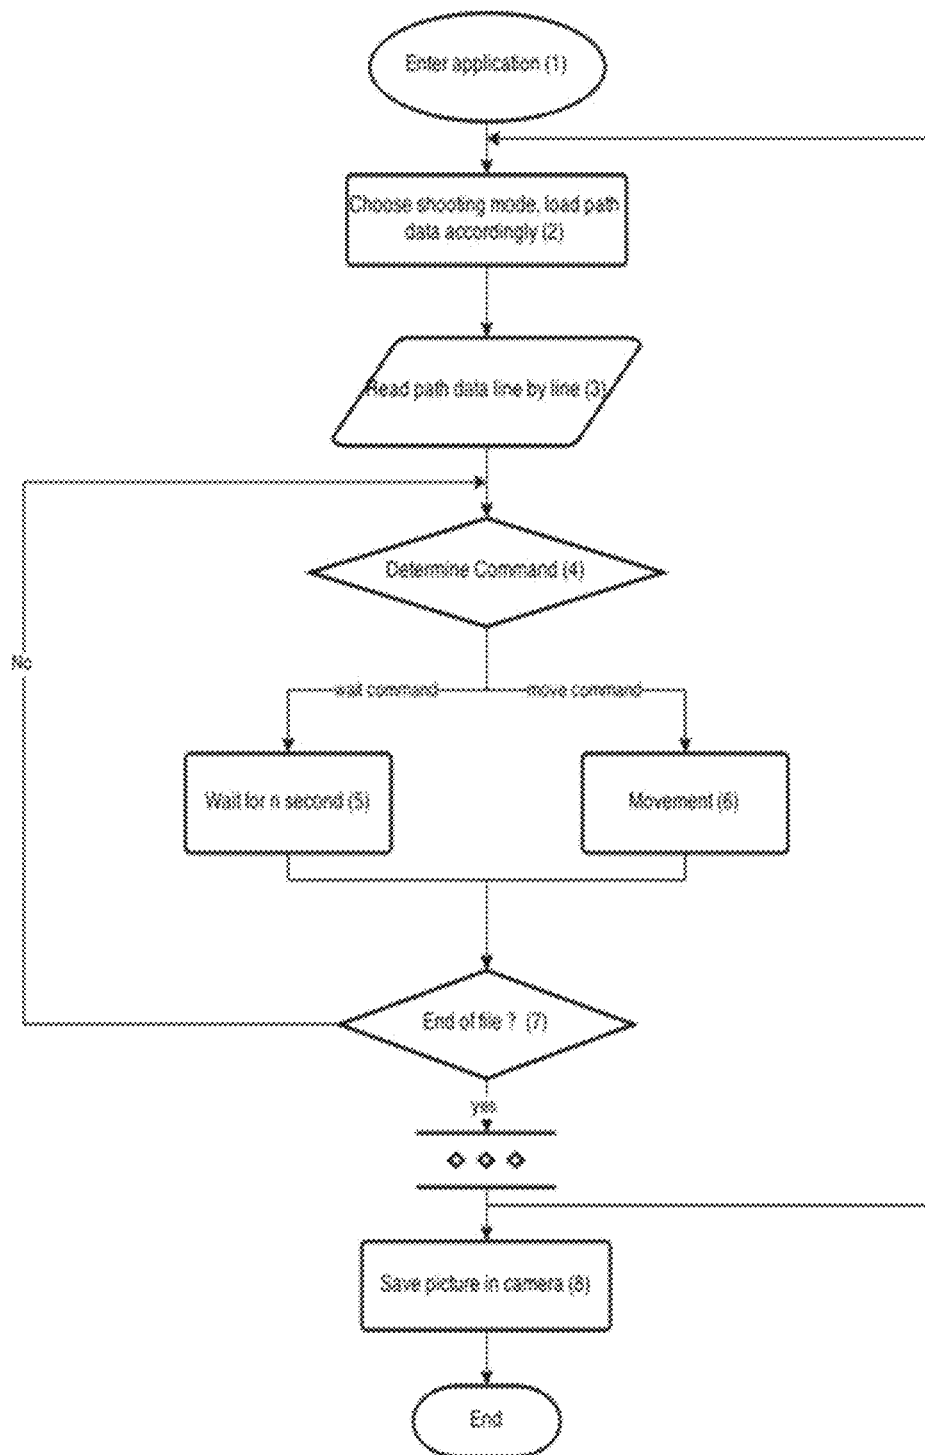 Enter application (1)
Choose shooting mode, load path
data accordingly (2)
Read path data line by line (3)
Determine Command (4)
No
wait command
move command
Wait for n second (5)
Movement (6)
End of file ? (7)
yes
Save picture in camera (8)
End